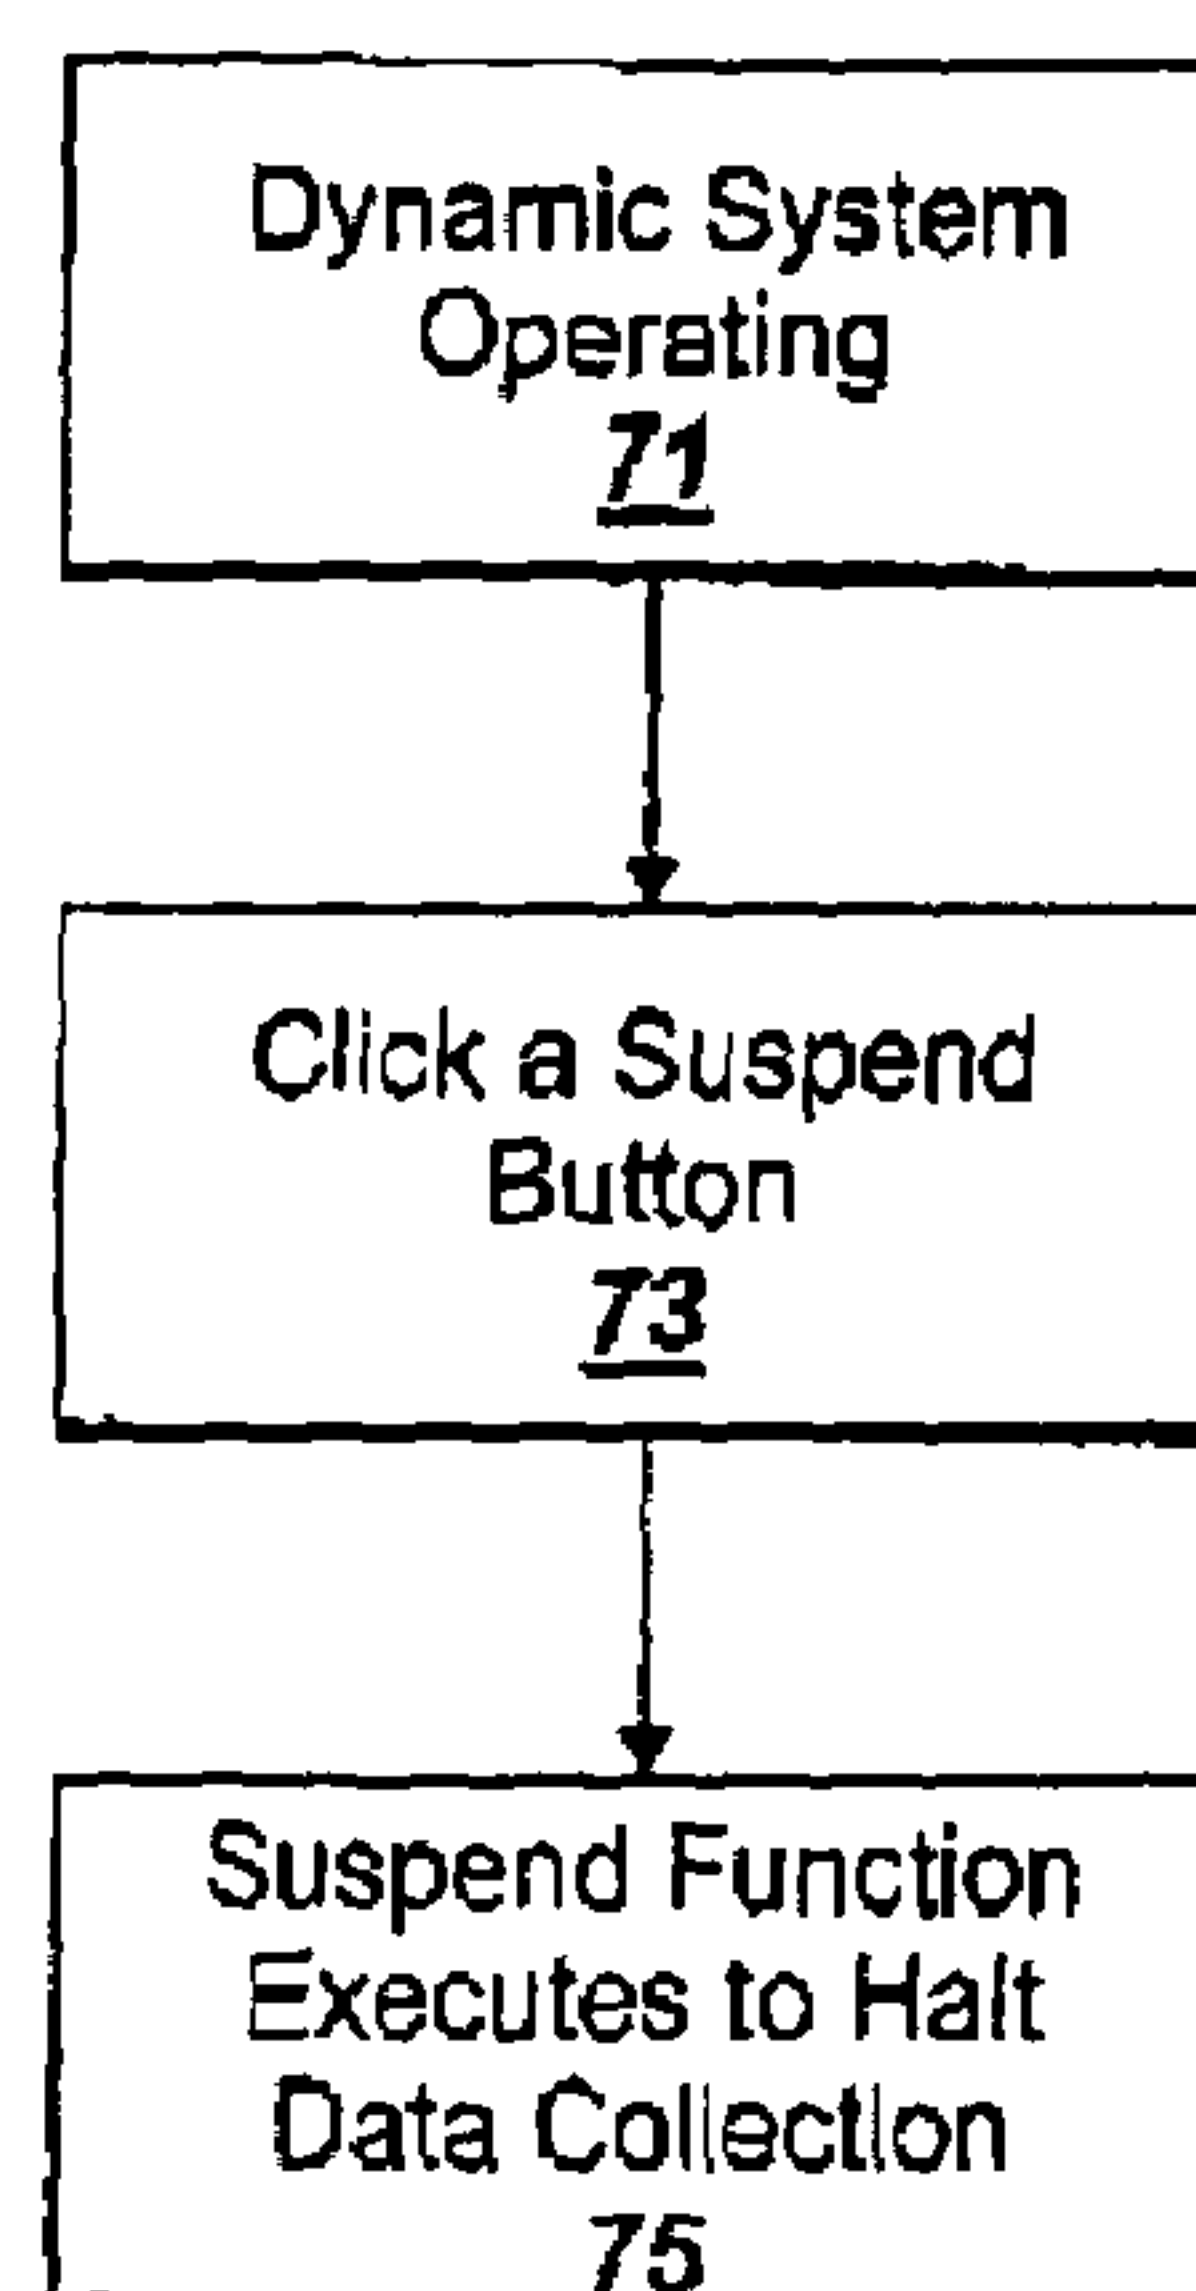 Dynamic System
Operating
71
Click a Suspend
Button
73
Suspend Function
Executes to Halt
Data Collection
75